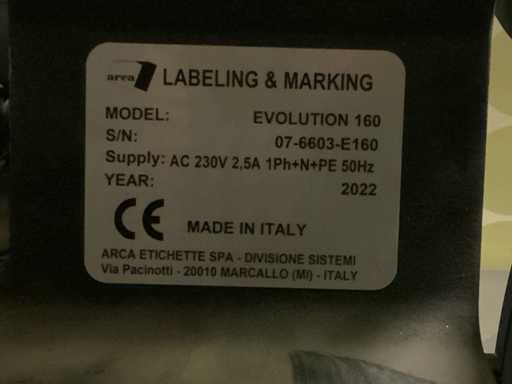 arca LABELING & MARKING
MODEL: EVOLUTION 160
S/N: 07-6603-E160
Supply: AC 230V 2,5A 1Ph+N+PE 50Hz
YEAR: 2022
CE MADE IN ITALY
ARCA ETICHETTE SPA - DIVISIONE SISTEMI
Via Pacinotti - 20010 MARCALLO (MI) - ITALY